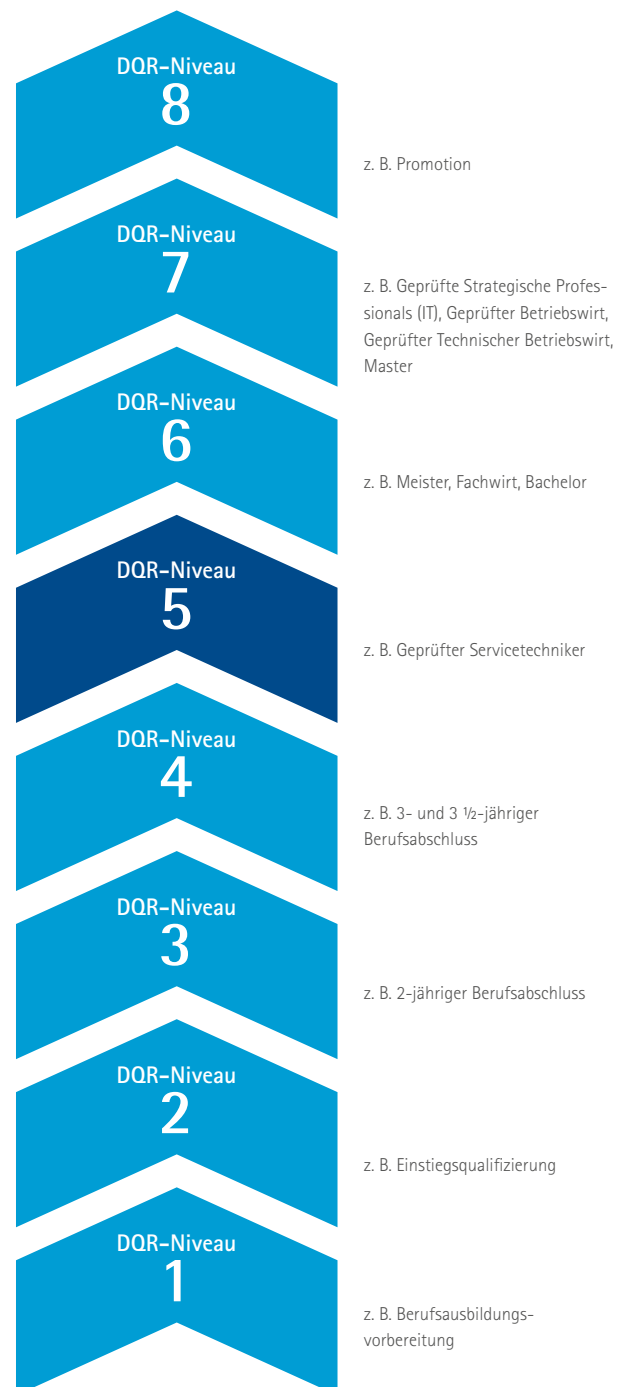 DQR-Niveau
8
z. B. Promotion
DQR-Niveau
7
z. B. Geprüfte Strategische Profes-
sionals (IT), Geprüfter Betriebswirt,
Geprüfter Technischer Betriebswirt,
Master
DQR-Niveau
6
z. B. Meister, Fachwirt, Bachelor
DQR-Niveau
5
z. B. Geprüfter Servicetechniker
DQR-Niveau
4
z. B. 3- und 3 ½-jähriger
Berufsabschluss
DQR-Niveau
3
z. B. 2-jähriger Berufsabschluss
DQR-Niveau
2
z. B. Einstiegsqualifizierung
DQR-Niveau
1
z. B. Berufsausbildungs-
vorbereitung